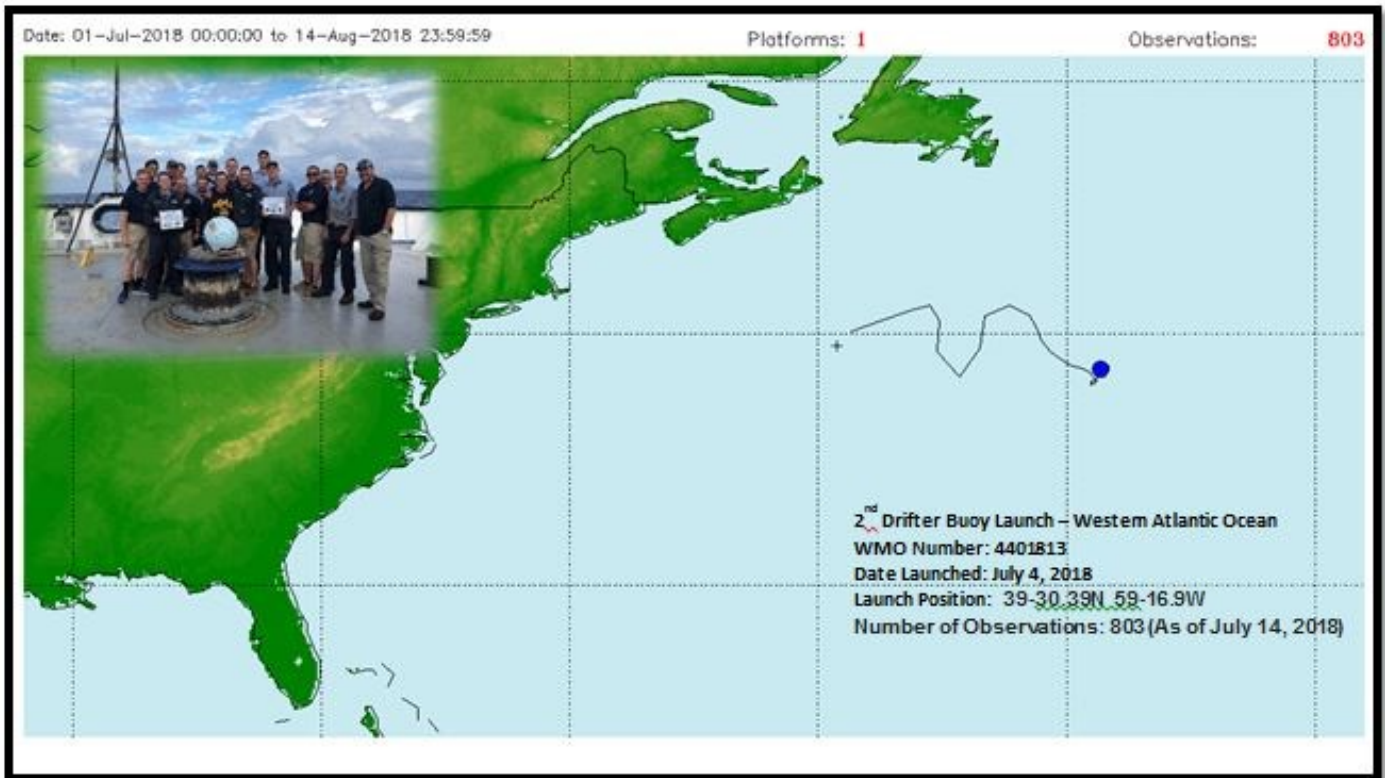 Date: 01-Jul-2018 00:00:00 to 14-Aug-2018 23:59:59 Platforms: 1 Observations: 803
2nd Drifter Buoy Launch – Western Atlantic Ocean
WMO Number: 4401813
Date Launched: July 4, 2018
Launch Position: 39-30.39N 59-16.9W
Number of Observations: 803 (As of July 14, 2018)